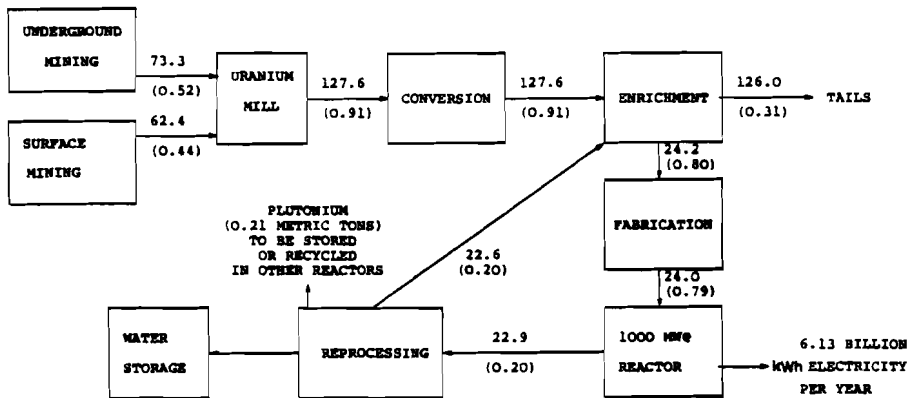 UNDERGROUND
MINING
73.3
(0.52)
URANIUM
MILL
127.6
(0.91)
CONVERSION
127.6
(0.91)
ENRICHMENT
126.0
(0.31)
TAILS
SURFACE
MINING
62.4
(0.44)
24.2
(0.80)
PLUTONIUM
(0.21 METRIC TONS)
TO BE STORED
OR RECYCLED
IN OTHER REACTORS
22.6
(0.20)
FABRICATION
24.0
(0.79)
WATER
STORAGE
REPROCESSING
22.9
(0.20)
1000 MWe
REACTOR
6.13 BILLION
kWh ELECTRICITY
PER YEAR